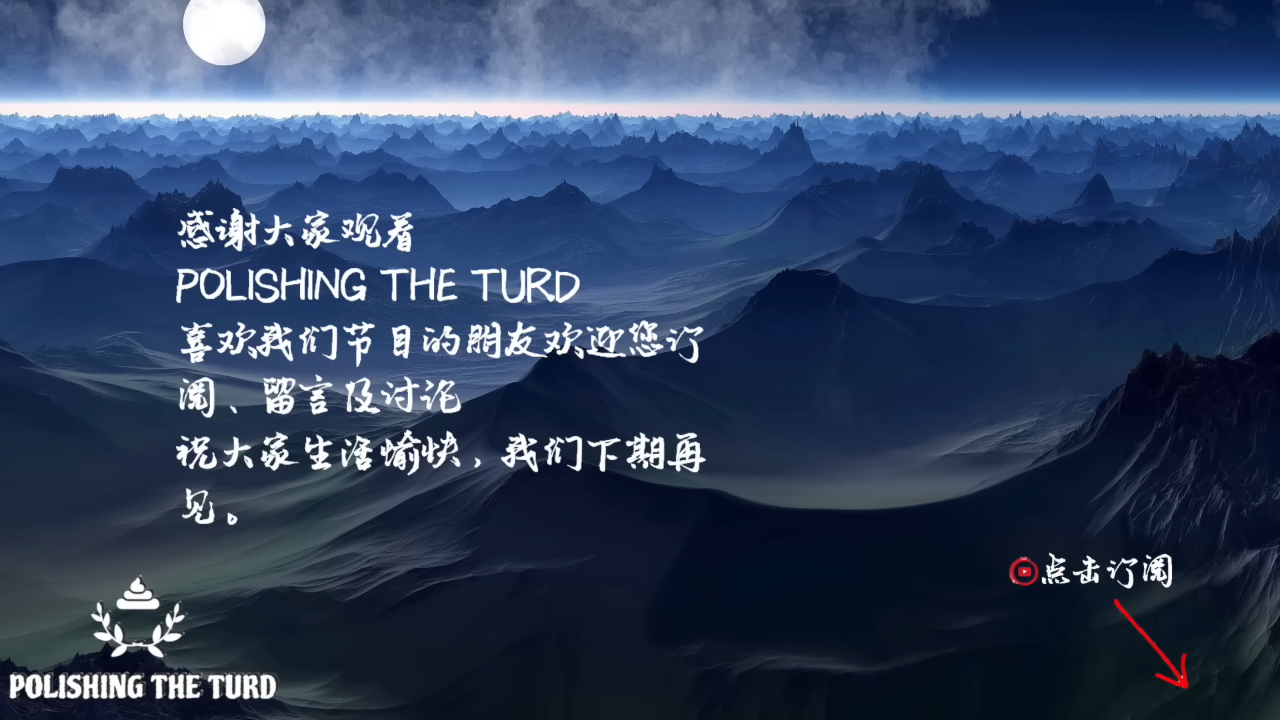 感谢大家观看
POLISHING THE TURD
喜欢我们节目的朋友欢迎您订
阅、留言及讨论
祝大家生活愉快，我们下期再
见。
点击订阅
POLISHING THE TURD